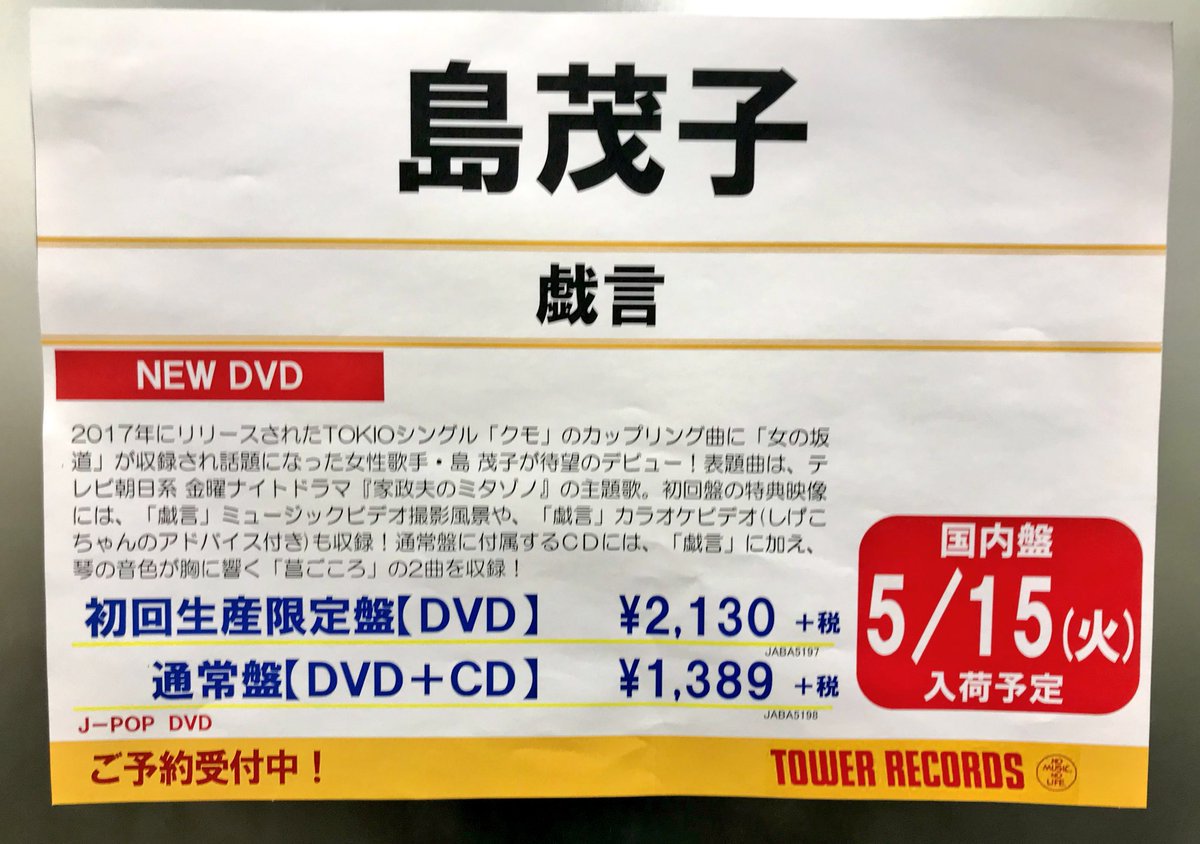 島茂子
戯言
NEW DVD
2017年にリリースされたTOKIOシングル「クモ」のカップリング曲に「女の坂
道」が収録され話題になった女性歌手・島 茂子が待望のデビュー！表題曲は、テ
レビ朝日系 金曜ナイトドラマ『家政夫のミタゾノ』の主題歌。初回盤の特典映像
には、「戯言」ミュージックビデオ撮影風景や、「戯言」カラオケビデオ(しげこ
ちゃんのアドバイス付き)も収録！通常盤に付属するCDには、「戯言」に加え、
琴の音色が胸に響く「菖ごころ」の2曲を収録！
初回生産限定盤【DVD】 ¥2,130 +税
JABA5197
通常盤【DVD+CD】 ¥1,389 +税
JABA5198
国内盤
5/15(火)
入荷予定
J-POP DVD
ご予約受付中！
TOWER RECORDS
NO
MUSIC,
NO
LIFE.